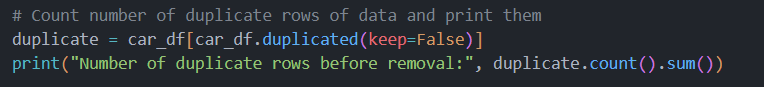 # Count number of duplicate rows of data and print them
duplicate = car_df[car_df.duplicated(keep=False)]
print("Number of duplicate rows before removal:", duplicate.count().sum())